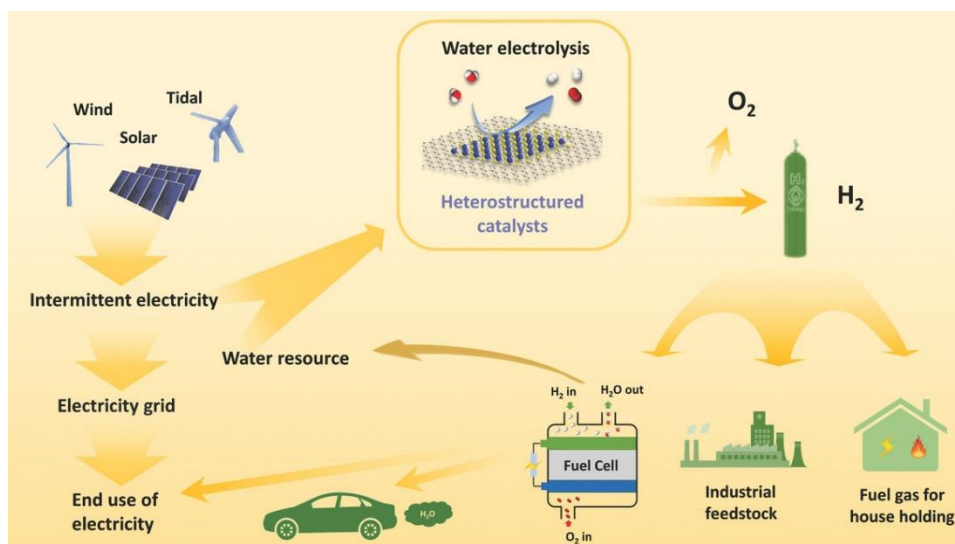 Wind
Tidal
Solar
Intermittent electricity
Electricity grid
End use of
electricity
Water resource
Water electrolysis
Heterostructured
catalysts
O₂
H₂
H₂ in
H₂O out
Fuel Cell
O₂ in
H₂O
Industrial
feedstock
Fuel gas for
house holding